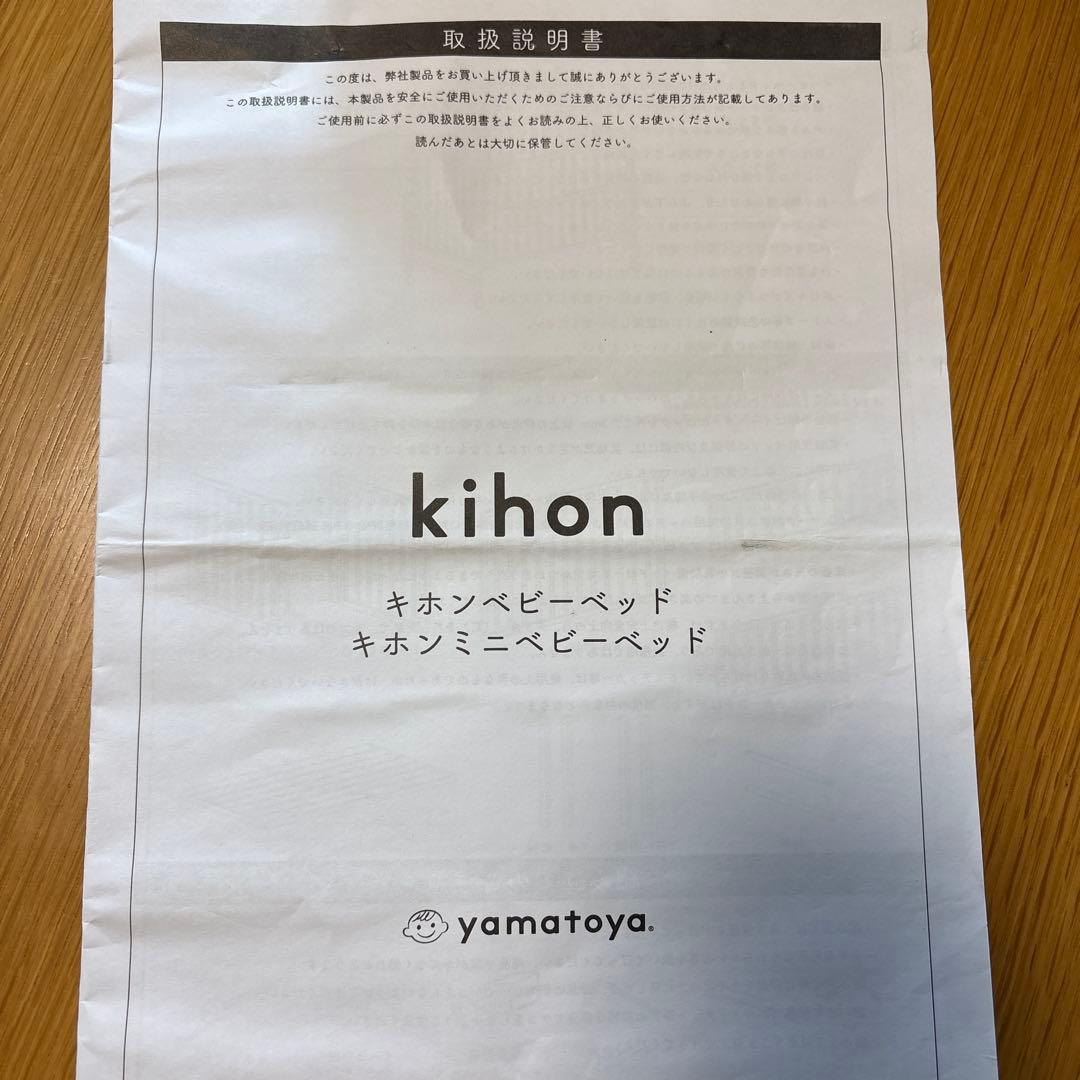 取扱説明書
この度は、弊社製品をお買い上げ頂きまして誠にありがとうございます。
この取扱説明書には、本製品を安全にご使用いただくためのご注意ならびにご使用方法が記載してあります。
ご使用前に必ずこの取扱説明書をよくお読みの上、正しくお使いください。
読んだあとは大切に保管してください。
kihon
キホンベビーベッド
キホンミニベビーベッド
yamatoya®